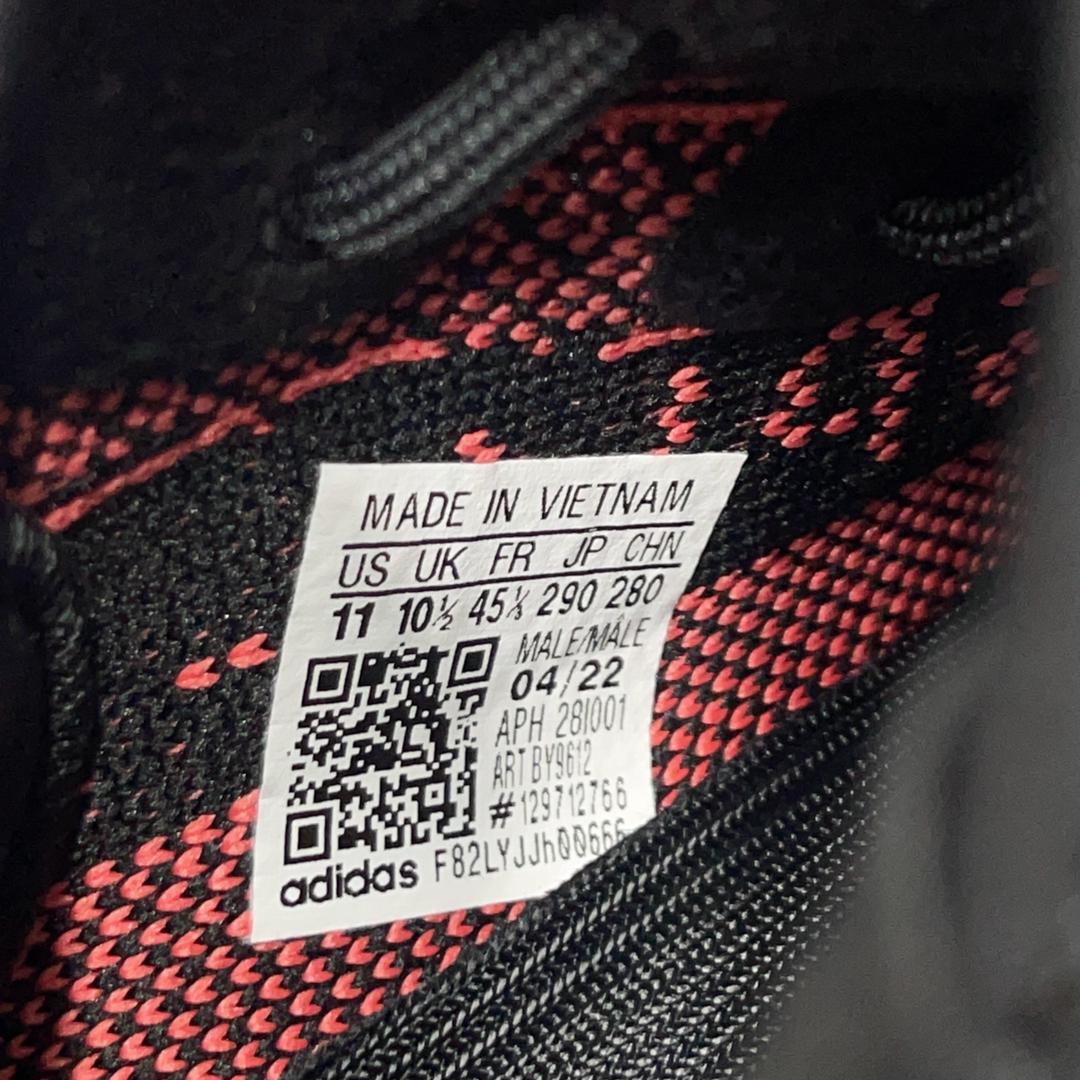 MADE IN VIETNAM
US UK FR JP CHN
11 10½ 45⅓ 290 280
MALE/MÂLE
04/22
APH 28I001
ART BY9612
#129712766
adidas F82LYJJh00666